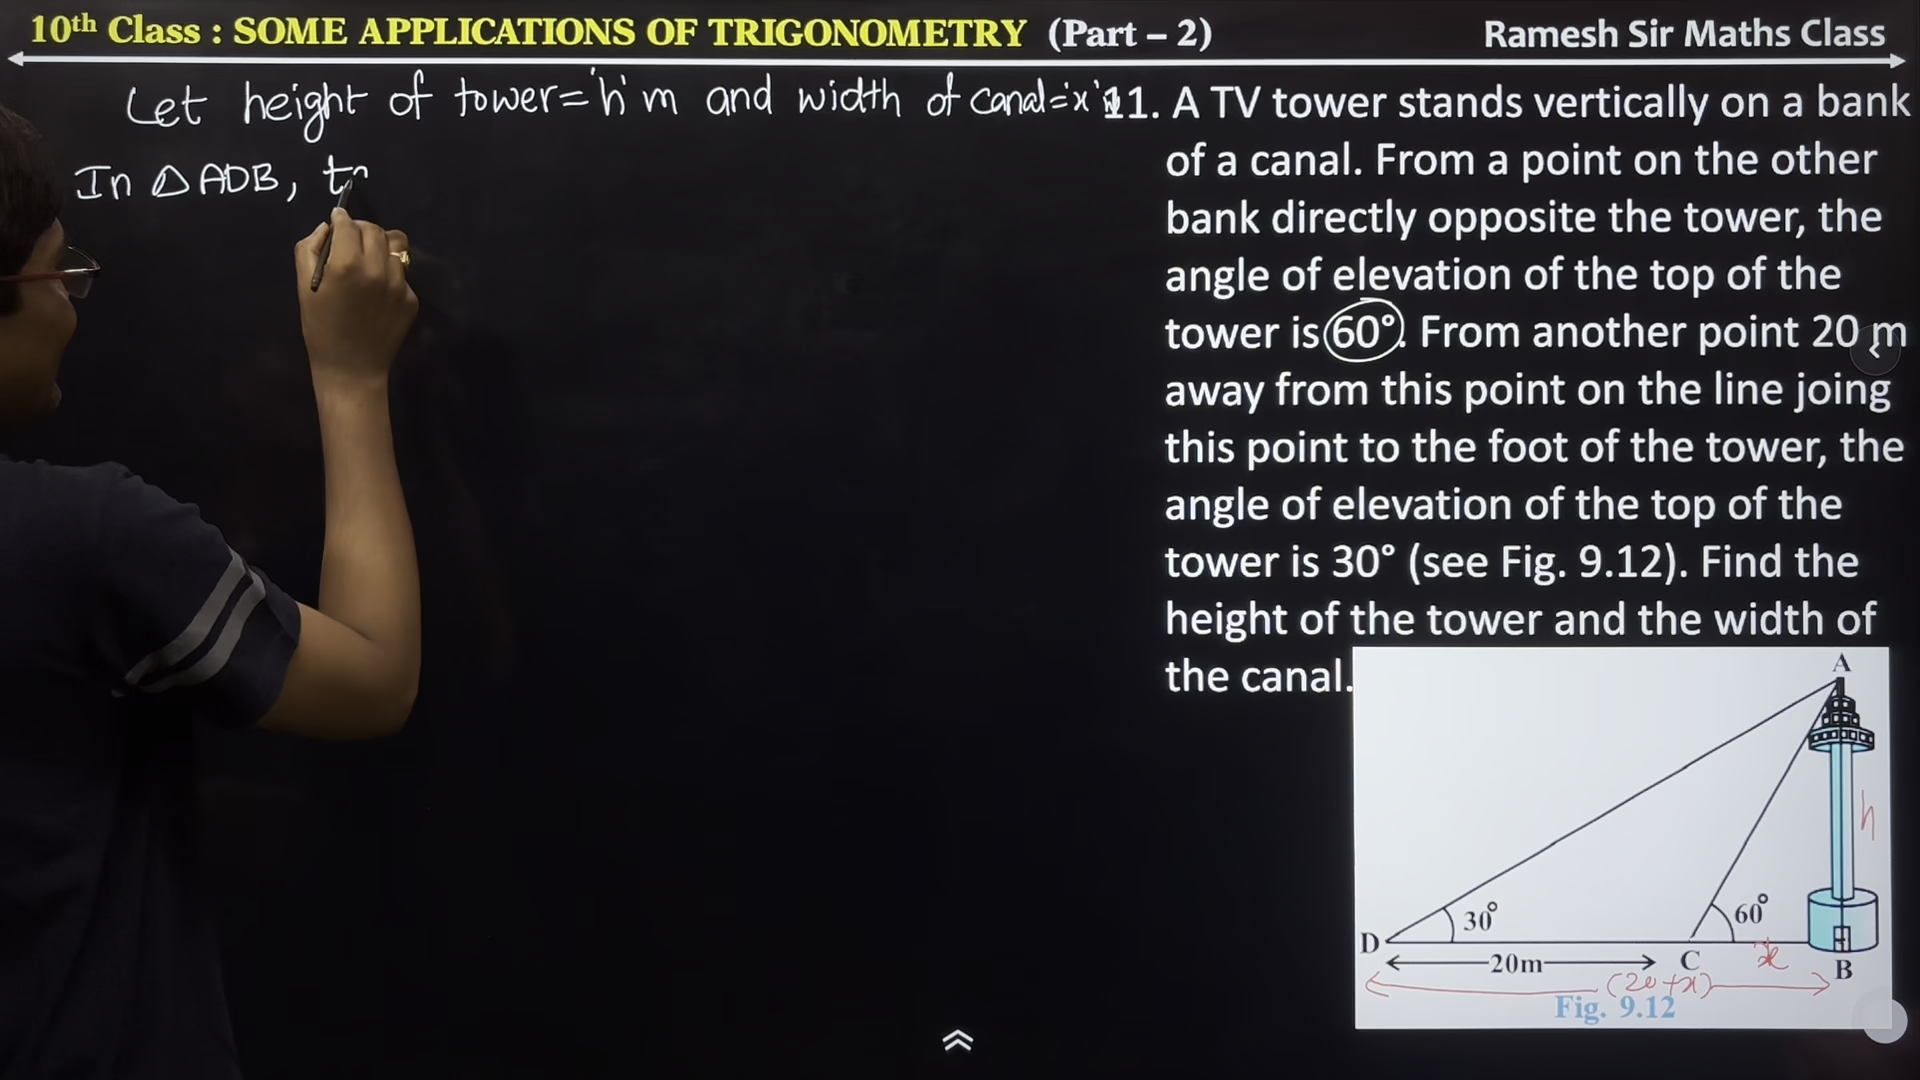 10th Class : SOME APPLICATIONS OF TRIGONOMETRY (Part – 2)
Ramesh Sir Maths Class
Let height of tower = 'h' m and width of canal = 'x'
In △ADB,
11. A TV tower stands vertically on a bank
of a canal. From a point on the other
bank directly opposite the tower, the
angle of elevation of the top of the
tower is 60°. From another point 20 m
away from this point on the line joing
this point to the foot of the tower, the
angle of elevation of the top of the
tower is 30° (see Fig. 9.12). Find the
height of the tower and the width of
the canal.
A
h
30°
60°
D
20m
C
x
B
(20+x)
Fig. 9.12